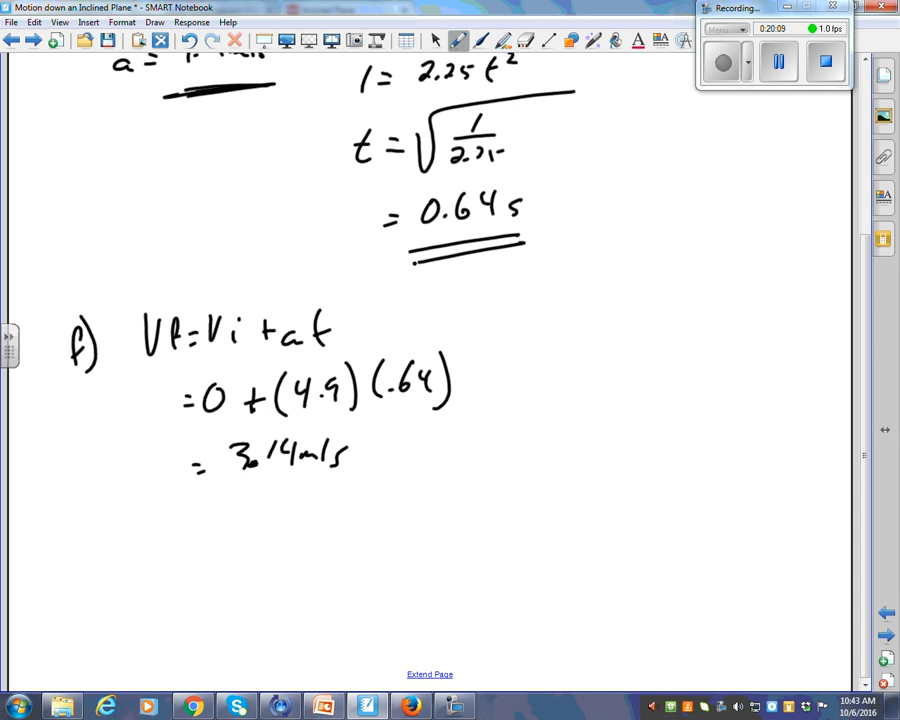 Motion down an Inclined Plane * - SMART Notebook
File Edit View Insert Format Draw Response Help
Recording...
Menu
0:20:09
1.0 fps
a =
1 = 2.25 t²
t = √ 1
2.25
= 0.64 s
f) Vf = Vi + at
= 0 + (4.9) (.64)
= 3.14 m/s
Extend Page
10:43 AM
10/6/2016